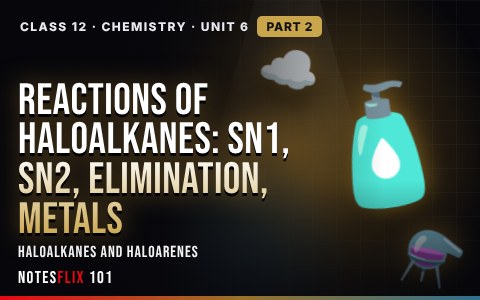 CLASS 12 · CHEMISTRY · UNIT 6 PART 2
REACTIONS OF
HALOALKANES: SN1,
SN2, ELIMINATION,
METALS
HALOALKANES AND HALOARENES
NOTESFLIX 101